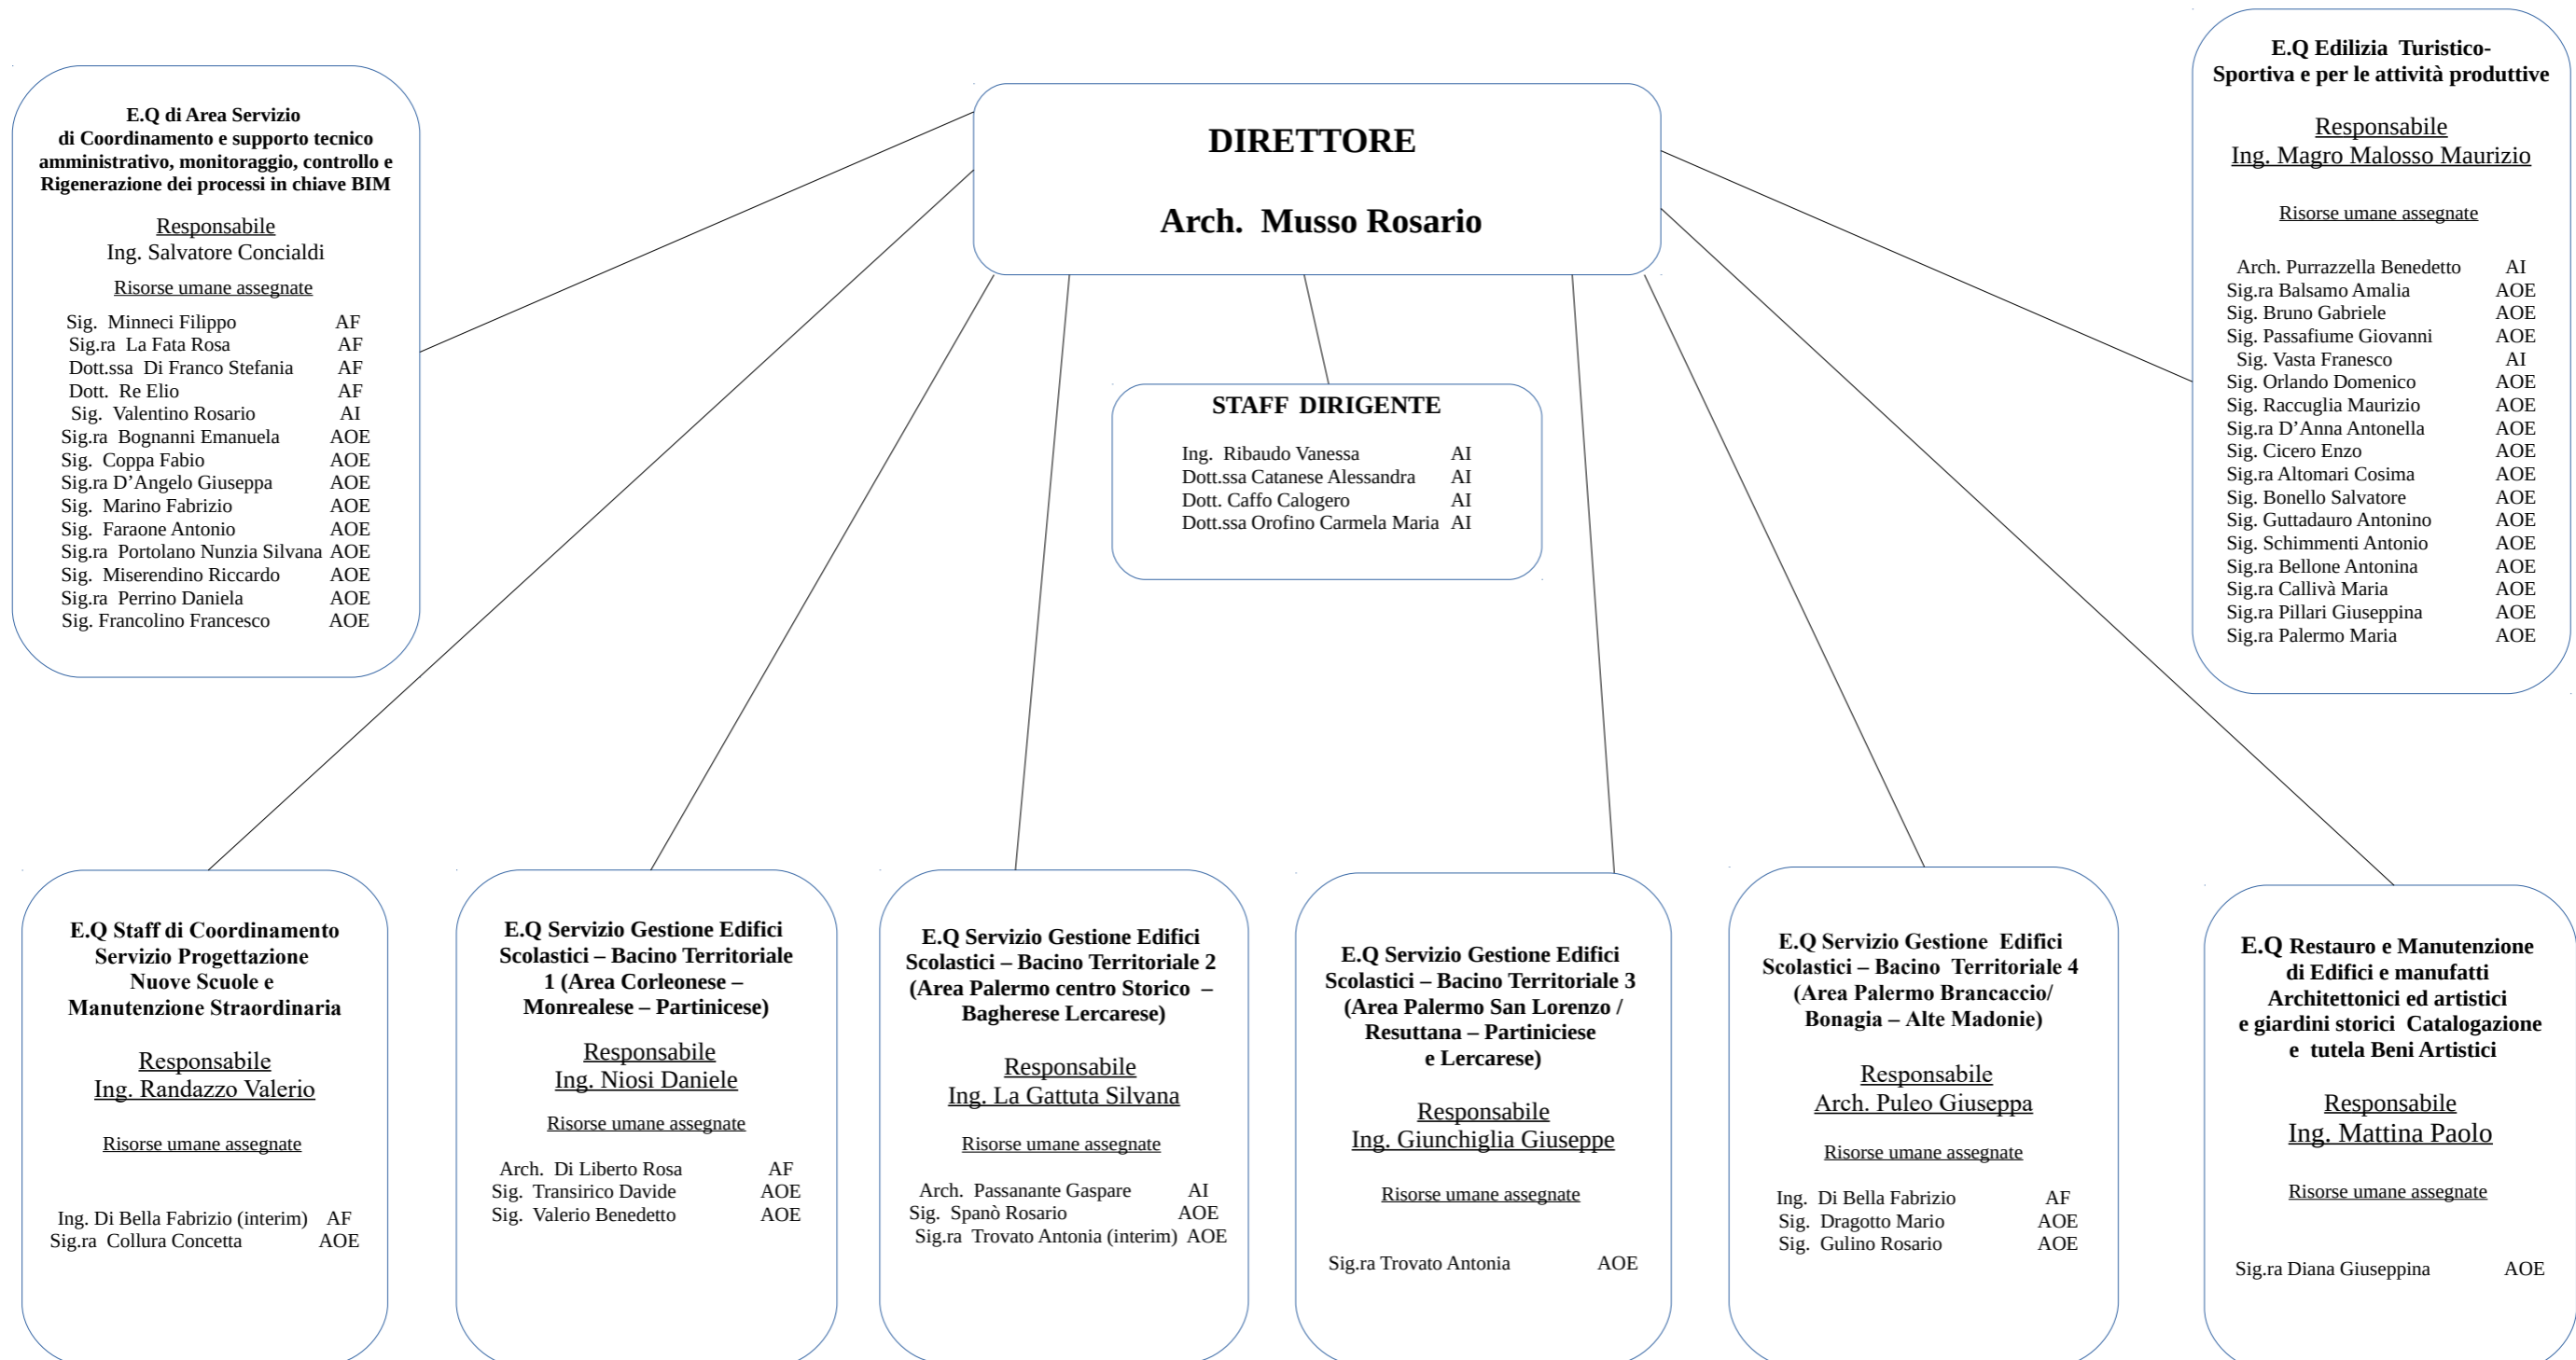 E.Q di Area Servizio
di Coordinamento e supporto tecnico
amministrativo, monitoraggio, controllo e
Rigenerazione dei processi in chiave BIM
Responsabile
Ing. Salvatore Concialdi
Risorse umane assegnate
Sig. Minneci Filippo AF
Sig.ra La Fata Rosa AF
Dott.ssa Di Franco Stefania AF
Dott. Re Elio AF
Sig. Valentino Rosario AI
Sig.ra Bognanni Emanuela AOE
Sig. Coppa Fabio AOE
Sig.ra D’Angelo Giuseppa AOE
Sig. Marino Fabrizio AOE
Sig. Faraone Antonio AOE
Sig.ra Portolano Nunzia Silvana AOE
Sig. Miserendino Riccardo AOE
Sig.ra Perrino Daniela AOE
Sig. Francolino Francesco AOE
DIRETTORE
Arch. Musso Rosario
STAFF DIRIGENTE
Ing. Ribaudo Vanessa AI
Dott.ssa Catanese Alessandra AI
Dott. Caffo Calogero AI
Dott.ssa Orofino Carmela Maria AI
E.Q Edilizia Turistico-
Sportiva e per le attività produttive
Responsabile
Ing. Magro Malosso Maurizio
Risorse umane assegnate
Arch. Purrazzella Benedetto AI
Sig.ra Balsamo Amalia AOE
Sig. Bruno Gabriele AOE
Sig. Passafiume Giovanni AOE
Sig. Vasta Franesco AI
Sig. Orlando Domenico AOE
Sig. Raccuglia Maurizio AOE
Sig.ra D’Anna Antonella AOE
Sig. Cicero Enzo AOE
Sig.ra Altomari Cosima AOE
Sig. Bonello Salvatore AOE
Sig. Guttadauro Antonino AOE
Sig. Schimmenti Antonio AOE
Sig.ra Bellone Antonina AOE
Sig.ra Callivà Maria AOE
Sig.ra Pillari Giuseppina AOE
Sig.ra Palermo Maria AOE
E.Q Staff di Coordinamento
Servizio Progettazione
Nuove Scuole e
Manutenzione Straordinaria
Responsabile
Ing. Randazzo Valerio
Risorse umane assegnate
Ing. Di Bella Fabrizio (interim) AF
Sig.ra Collura Concetta AOE
E.Q Servizio Gestione Edifici
Scolastici – Bacino Territoriale
1 (Area Corleonese –
Monrealese – Partinicese)
Responsabile
Ing. Niosi Daniele
Risorse umane assegnate
Arch. Di Liberto Rosa AF
Sig. Transirico Davide AOE
Sig. Valerio Benedetto AOE
E.Q Servizio Gestione Edifici
Scolastici – Bacino Territoriale 2
(Area Palermo centro Storico –
Bagherese Lercarese)
Responsabile
Ing. La Gattuta Silvana
Risorse umane assegnate
Arch. Passanante Gaspare AI
Sig. Spanò Rosario AOE
Sig.ra Trovato Antonia (interim) AOE
E.Q Servizio Gestione Edifici
Scolastici – Bacino Territoriale 3
(Area Palermo San Lorenzo /
Resuttana – Partiniciese
e Lercarese)
Responsabile
Ing. Giunchiglia Giuseppe
Risorse umane assegnate
Sig.ra Trovato Antonia AOE
E.Q Servizio Gestione Edifici
Scolastici – Bacino Territoriale 4
(Area Palermo Brancaccio/
Bonagia – Alte Madonie)
Responsabile
Arch. Puleo Giuseppa
Risorse umane assegnate
Ing. Di Bella Fabrizio AF
Sig. Dragotto Mario AOE
Sig. Gulino Rosario AOE
E.Q Restauro e Manutenzione
di Edifici e manufatti
Architettonici ed artistici
e giardini storici Catalogazione
e tutela Beni Artistici
Responsabile
Ing. Mattina Paolo
Risorse umane assegnate
Sig.ra Diana Giuseppina AOE